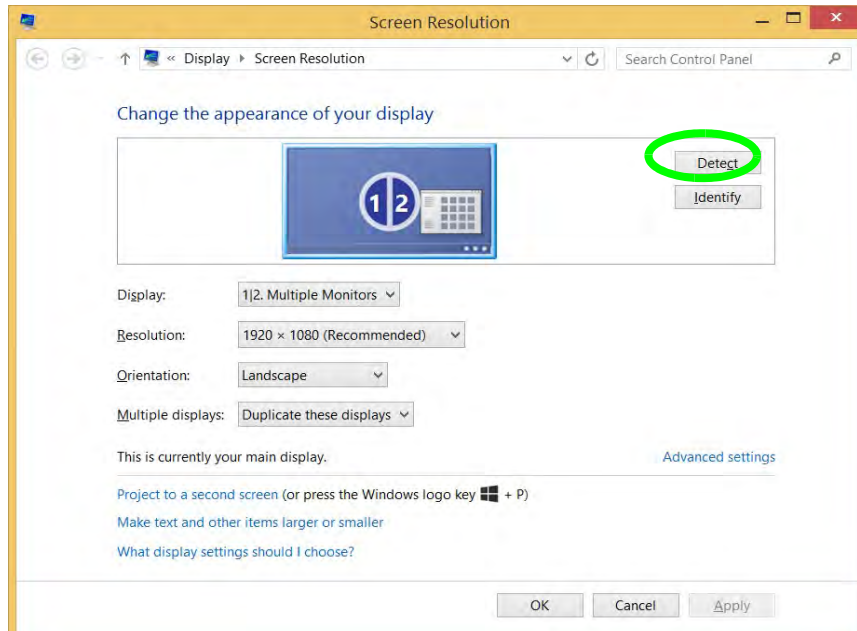 Screen Resolution
« Display ▸ Screen Resolution
Search Control Panel
Change the appearance of your display
1 2
Detect
Identify
Display: 1|2. Multiple Monitors
Resolution: 1920 × 1080 (Recommended)
Orientation: Landscape
Multiple displays: Duplicate these displays
This is currently your main display. Advanced settings
Project to a second screen (or press the Windows logo key + P)
Make text and other items larger or smaller
What display settings should I choose?
OK Cancel Apply